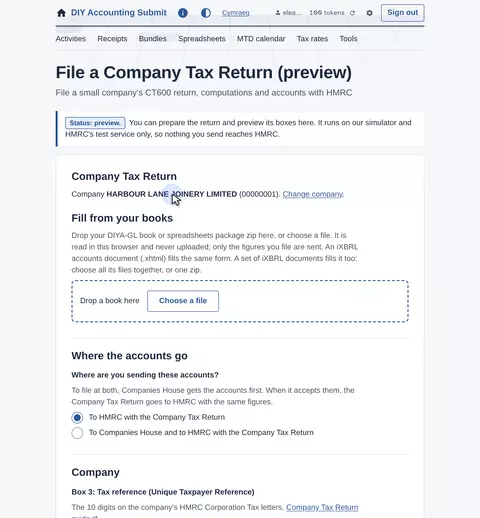 DIY Accounting Submit
Cymraeg
elea...
100 tokens
Sign out
Activities
Receipts
Bundles
Spreadsheets
MTD calendar
Tax rates
Tools
File a Company Tax Return (preview)
File a small company's CT600 return, computations and accounts with HMRC
Status: preview. You can prepare the return and preview its boxes here. It runs on our simulator and
HMRC's test service only, so nothing you send reaches HMRC.
Company Tax Return
Company HARBOUR LANE JOINERY LIMITED (00000001). Change company.
Fill from your books
Drop your DIYA-GL book or spreadsheets package zip here, or choose a file. It is
read in this browser and never uploaded; only the figures you file are sent. An iXBRL
accounts document (.xhtml) fills the same form. A set of iXBRL documents fills it too:
choose all its files together, or one zip.
Drop a book here
Choose a file
Where the accounts go
Where are you sending these accounts?
To file at both, Companies House gets the accounts first. When it accepts them, the
Company Tax Return goes to HMRC with the same figures.
To HMRC with the Company Tax Return
To Companies House and to HMRC with the Company Tax Return
Company
Box 3: Tax reference (Unique Taxpayer Reference)
The 10 digits on the company's HMRC Corporation Tax letters. Company Tax Return